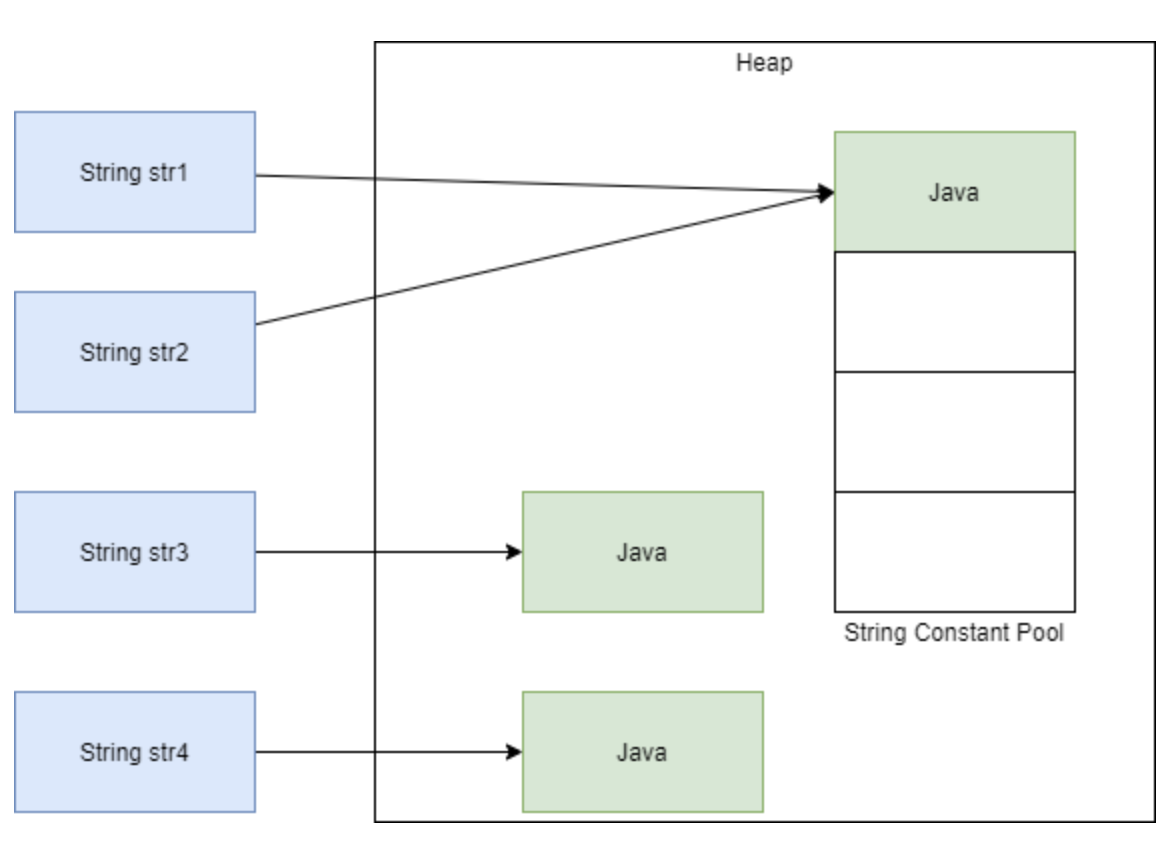 Heap
String str1
Java
String str2
String str3
Java
String Constant Pool
String str4
Java